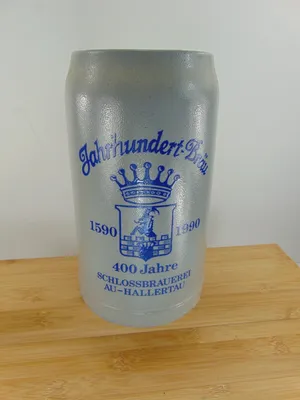 Jahrhundert-Bräu
1590 1990
400 Jahre
SCHLOSSBRAUEREI
AU-HALLERTAU